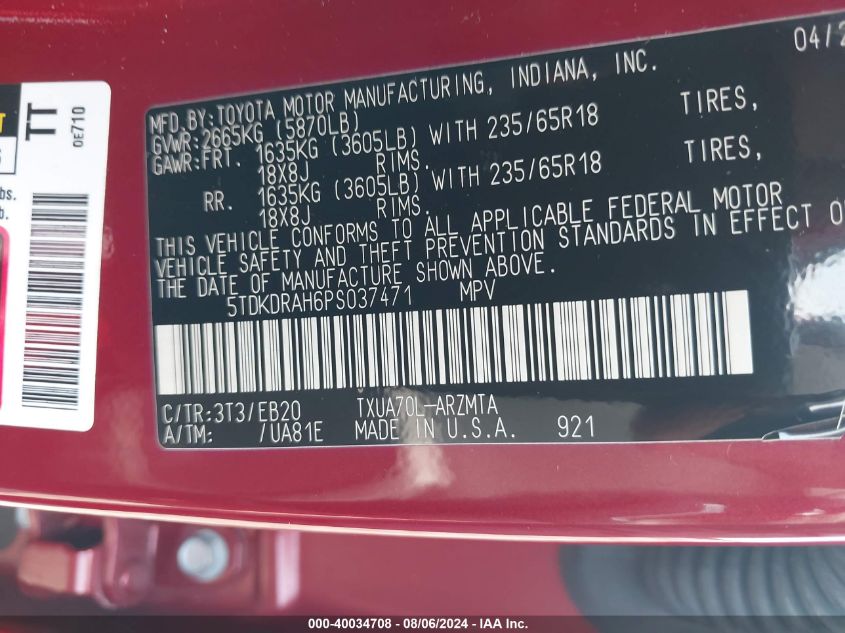 04/2
MFD.BY:TOYOTA MOTOR MANUFACTURING, INDIANA, INC.
GVWR:2665KG (5870LB)
GAWR:FRT. 1635KG (3605LB) WITH 235/65R18 TIRES,
18X8J RIMS.
RR. 1635KG (3605LB) WITH 235/65R18 TIRES,
18X8J RIMS.
THIS VEHICLE CONFORMS TO ALL APPLICABLE FEDERAL MOTOR
VEHICLE SAFETY AND THEFT PREVENTION STANDARDS IN EFFECT O
THE DATE OF MANUFACTURE SHOWN ABOVE.
5TDKDRAH6PS037471 MPV
C/TR:3T3/EB20 TXUA70L-ARZMTA
A/TM: /UA81E MADE IN U.S.A. 921
TT
0E710
bs.
b.
000-40034708 - 08/06/2024 - IAA Inc.